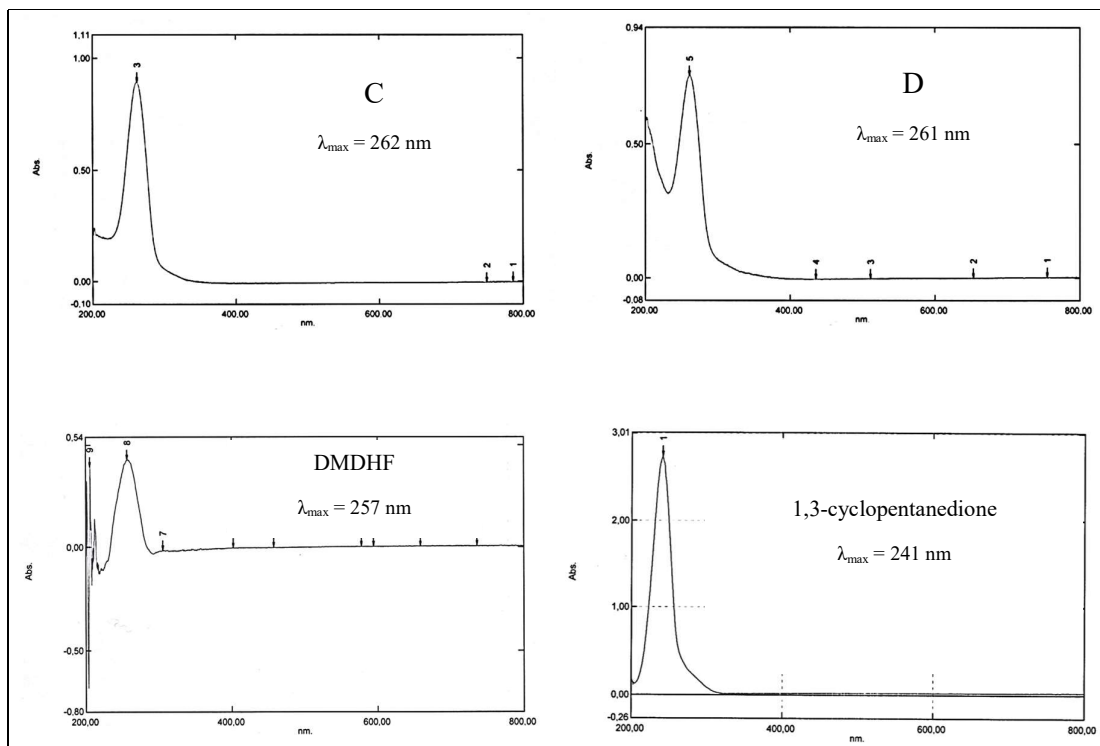 1,11
1.00
0.50
0.00
-0.10
Abs.
3
2
1
C
λmax = 262 nm
200.00
400.00
600.00
800.00
nm.
0.94
0.50
0.00
-0.08
Abs.
5
4
3
2
1
D
λmax = 261 nm
200.00
400.00
600.00
800.00
nm.
0,54
0,00
-0,50
-0,80
Abs.
9
8
7
DMDHF
λmax = 257 nm
200.00
400.00
600.00
800.00
nm.
3,01
2,00
1,00
0,00
-0,26
Abs.
1
1,3-cyclopentanedione
λmax = 241 nm
200.00
400.00
600.00
800.00
nm.